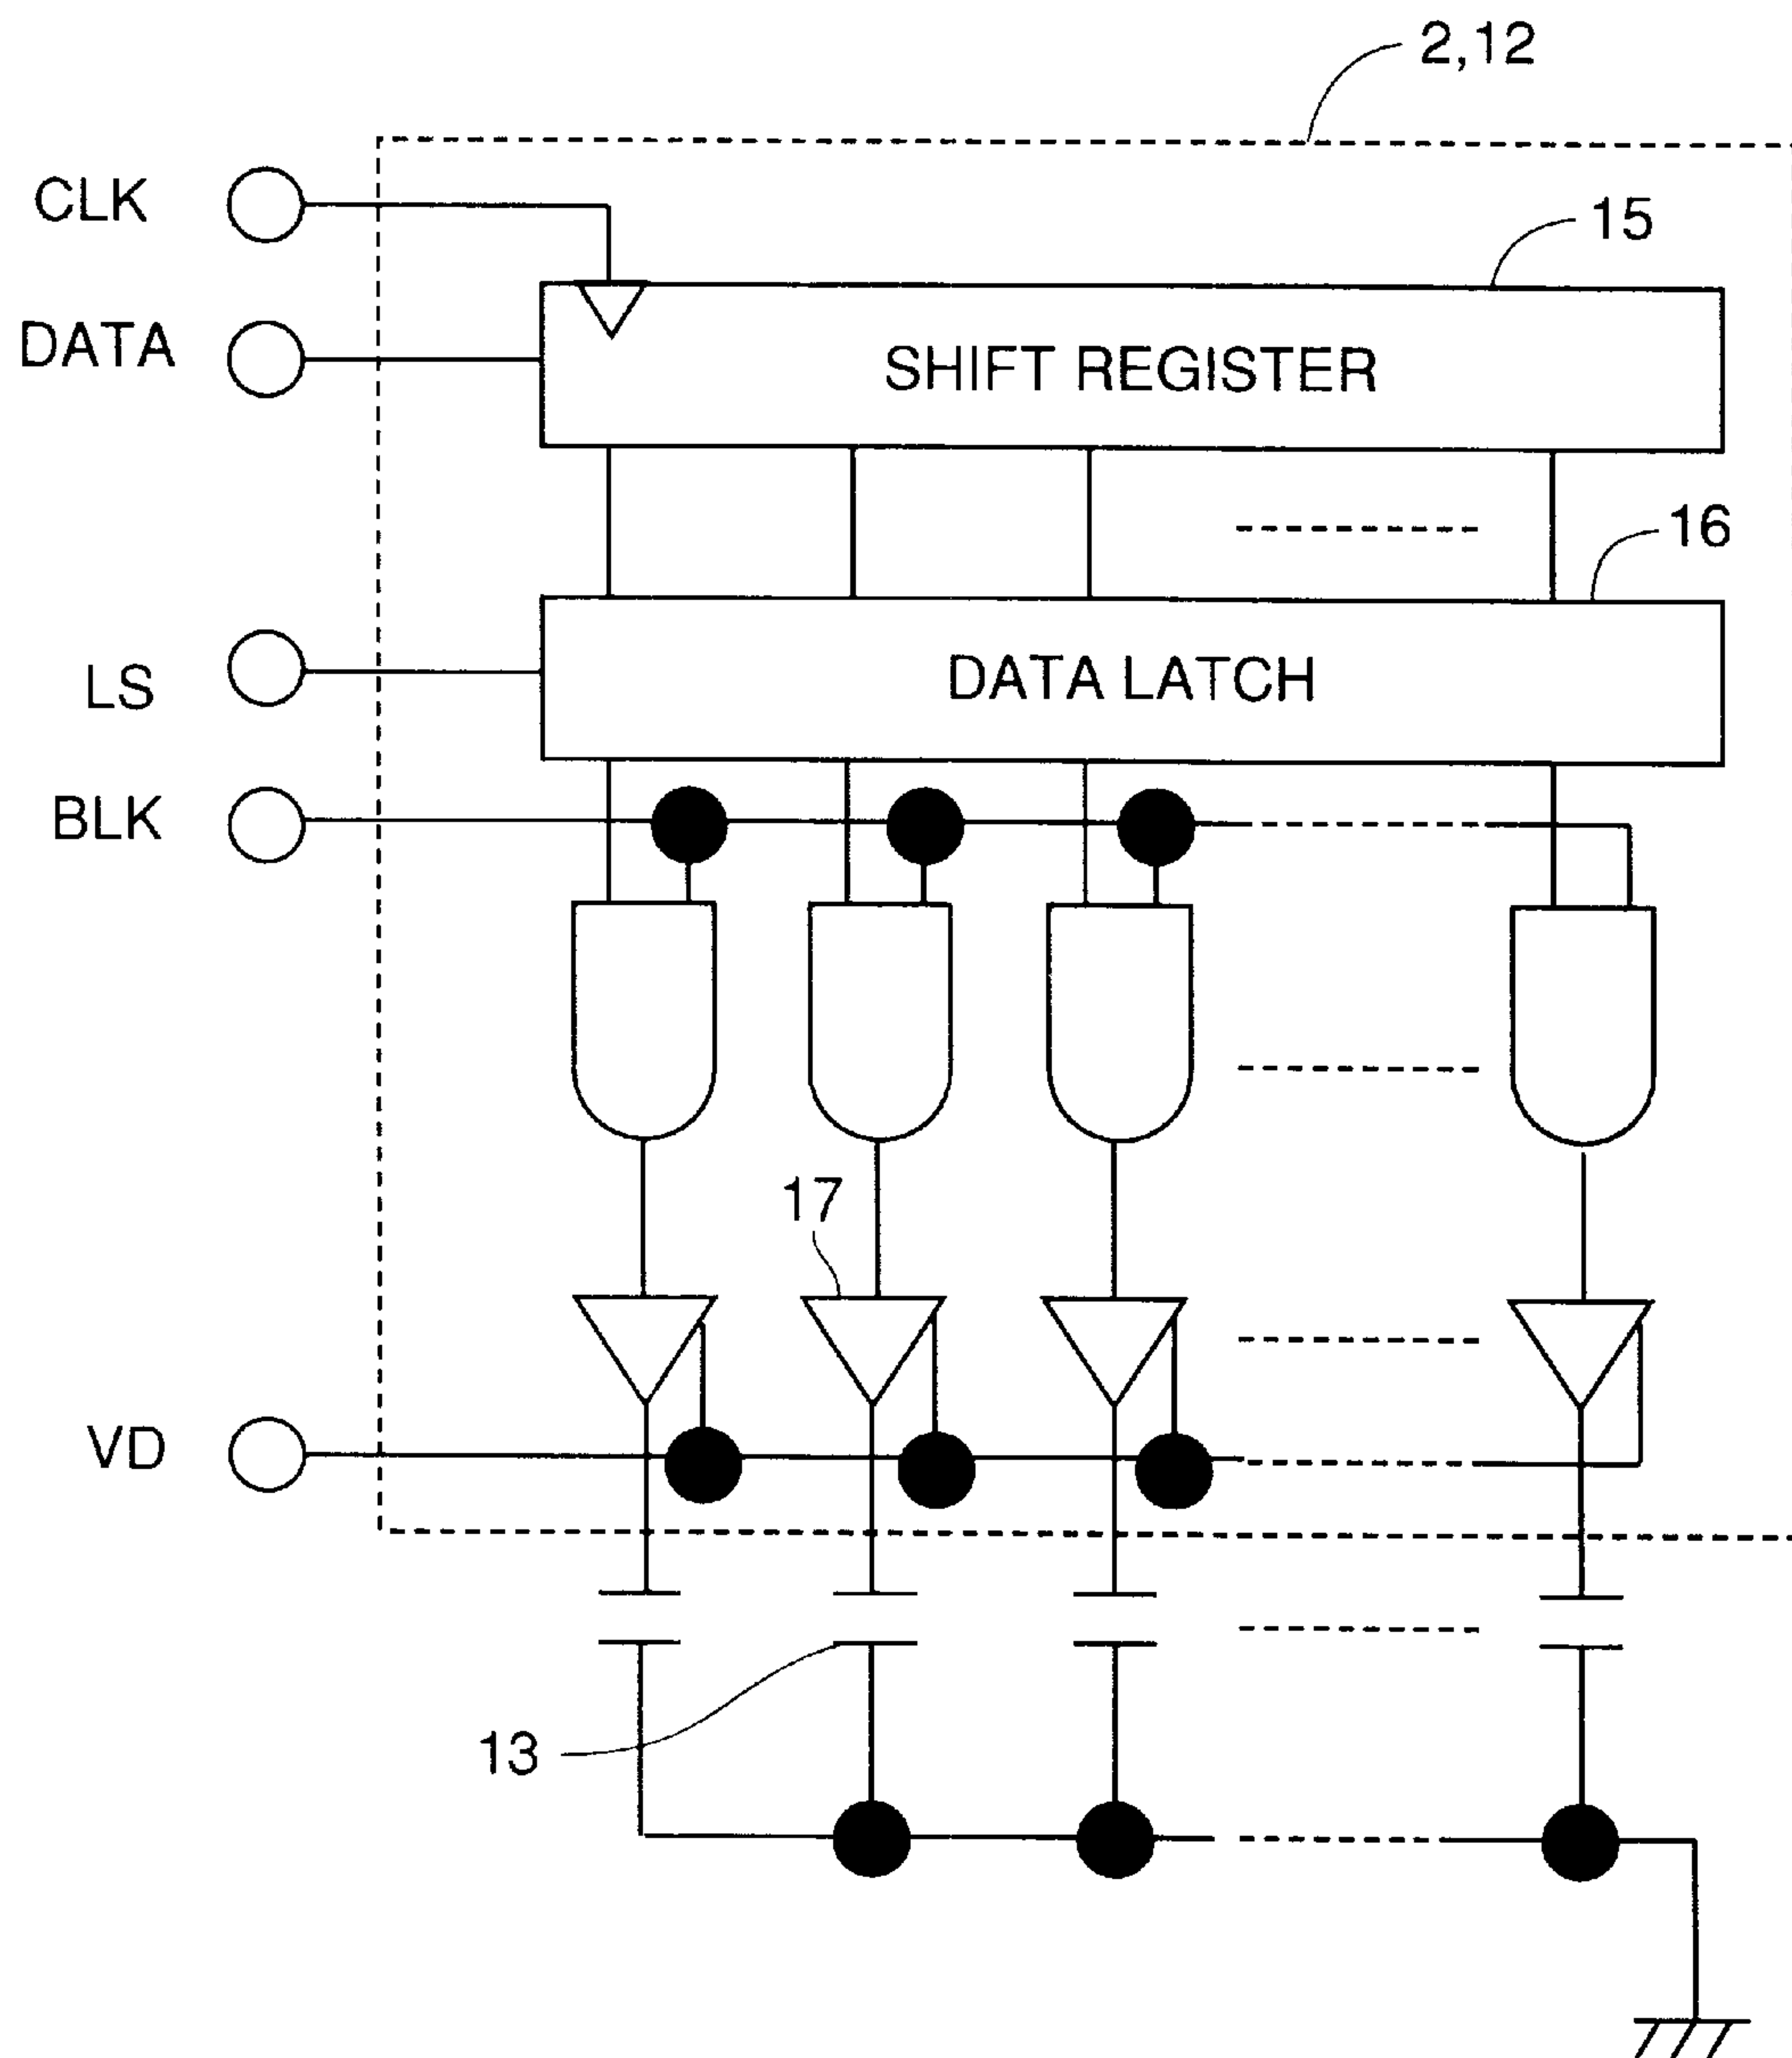 2,12
CLK
15
DATA
SHIFT REGISTER
16
LS
DATA LATCH
BLK
17
VD
13